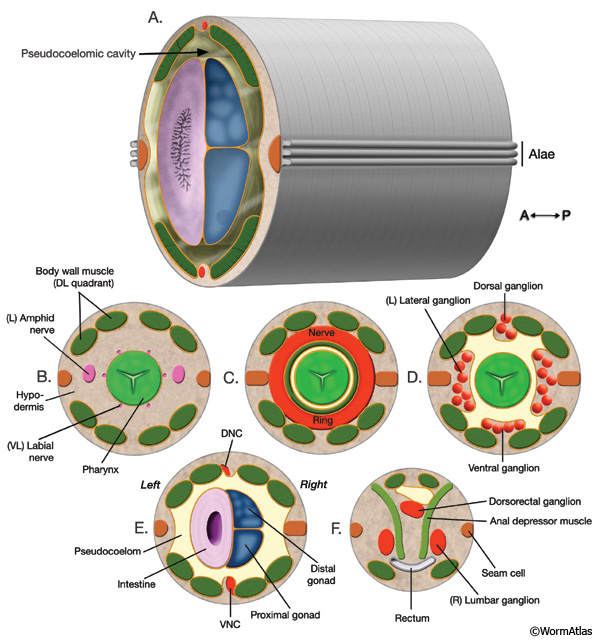 A.
Pseudocoelomic cavity
Alae
A P
Body wall muscle
(DL quadrant)
(L) Amphid
nerve
B.
Hypo-
dermis
(VL) Labial
nerve
Pharynx
C.
Nerve
Ring
Dorsal ganglion
(L) Lateral ganglion
D.
Ventral ganglion
DNC
Left
Right
E.
Pseudocoelom
Intestine
VNC
Distal
gonad
Proximal gonad
F.
Dorsorectal ganglion
Anal depressor muscle
Seam cell
(R) Lumbar ganglion
Rectum
©WormAtlas